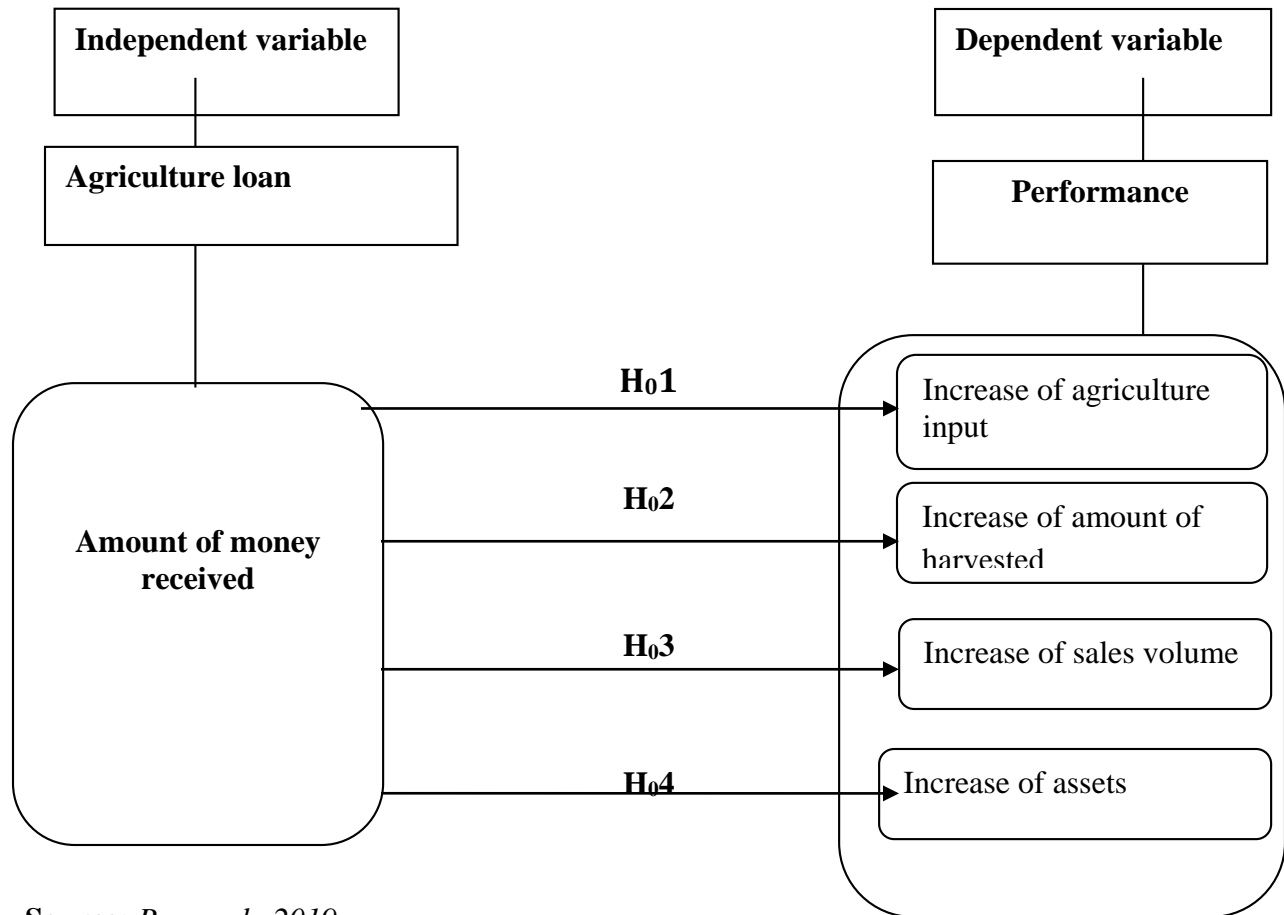 Independent variable
Dependent variable
Agriculture loan
Performance
H₀1
Increase of agriculture
input
H₀2
Increase of amount of
harvested
Amount of money
received
H₀3
Increase of sales volume
H₀4
Increase of assets